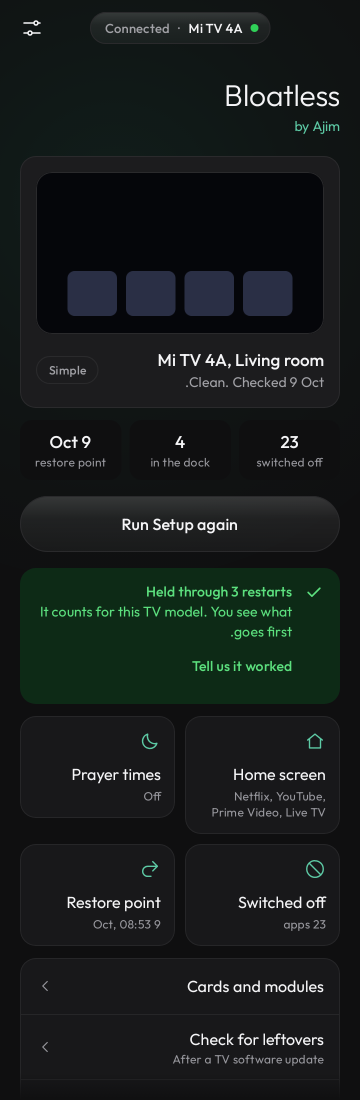 Connected · Mi TV 4A
Bloatless
by Ajim
Mi TV 4A, Living room
.Clean. Checked 9 Oct
Simple
23
switched off
4
in the dock
Oct 9
restore point
Run Setup again
Held through 3 restarts
It counts for this TV model. You see what
.goes first
Tell us it worked
Home screen
Netflix, YouTube,
Prime Video, Live TV
Prayer times
Off
Switched off
apps 23
Restore point
Oct, 08:53 9
Cards and modules
Check for leftovers
After a TV software update